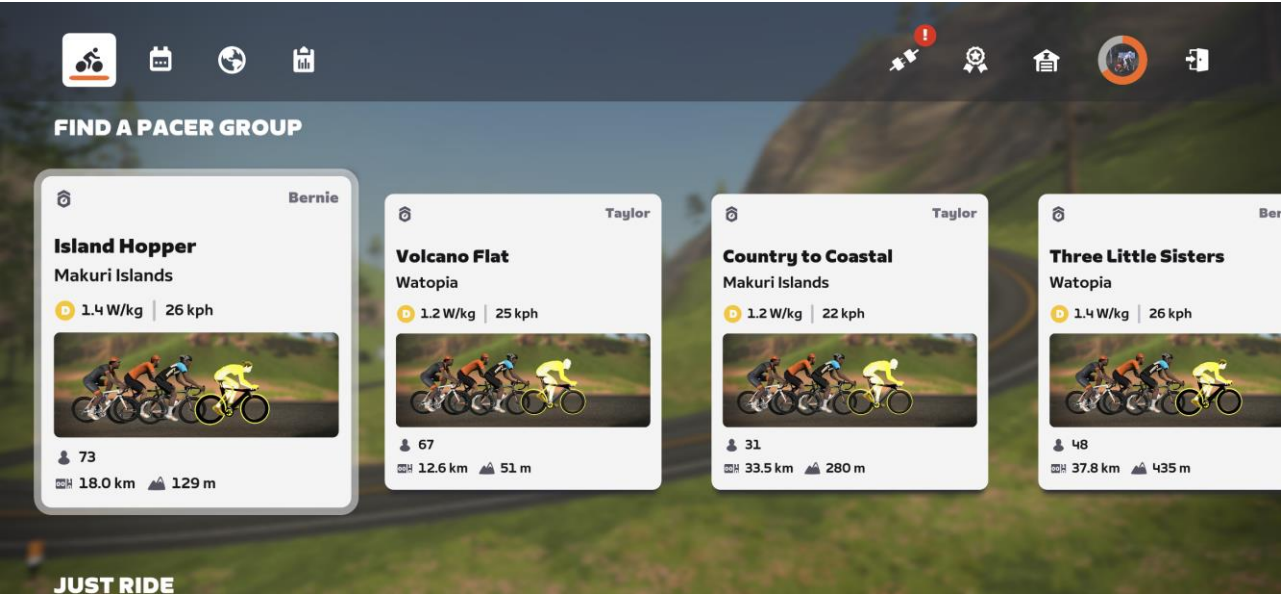 !
FIND A PACER GROUP
Bernie
Island Hopper
Makuri Islands
D 1.4 W/kg | 26 kph
73
18.0 km 129 m
Taylor
Volcano Flat
Watopia
D 1.2 W/kg | 25 kph
67
12.6 km 51 m
Taylor
Country to Coastal
Makuri Islands
D 1.2 W/kg | 22 kph
31
33.5 km 280 m
Ber
Three Little Sisters
Watopia
D 1.4 W/kg | 26 kph
48
37.8 km 435 m
JUST RIDE